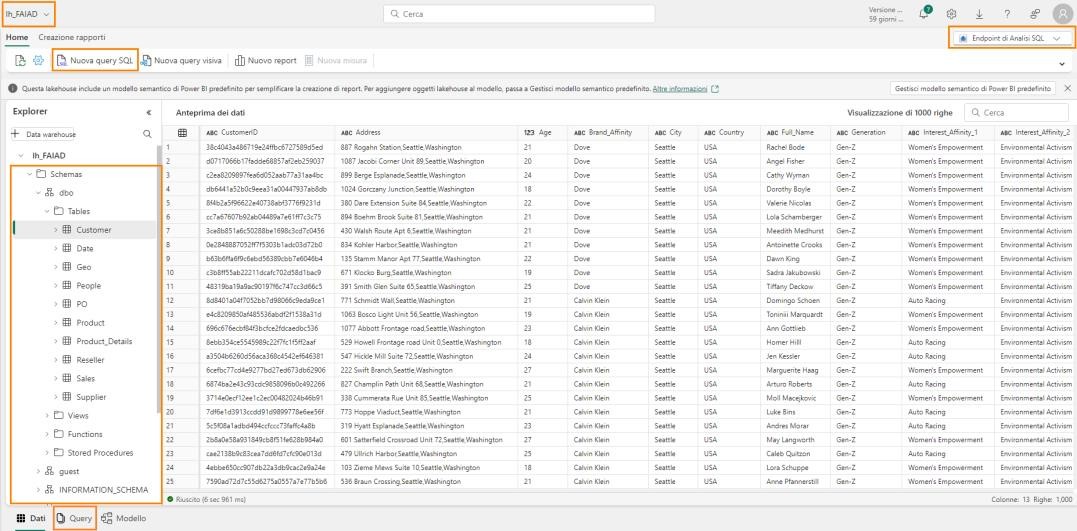 lh_FAIAD
Cerca
Versione ...
59 giorni ...
7
Home Creazione rapporti
Endpoint di Analisi SQL
Nuova query SQL Nuova query visiva Nuovo report Nuova misura
Questa lakehouse include un modello semantico di Power BI predefinito per semplificare la creazione di report. Per aggiungere oggetti lakehouse al modello, passa a Gestisci modello semantico predefinito. Altre informazioni
Gestisci modello semantico di Power BI predefinito
Explorer
Data warehouse
lh_FAIAD
Schemas
dbo
Tables
Customer
Date
Geo
People
PO
Product
Product_Details
Reseller
Sales
Supplier
Views
Functions
Stored Procedures
guest
INFORMATION_SCHEMA
Anteprima dei dati Visualizzazione di 1000 righe Cerca
ABC CustomerID ABC Address 123 Age ABC Brand_Affinity ABC City ABC Country ABC Full_Name ABC Generation ABC Interest_Affinity_1 ABC Interest_Affinity_2
1 38c4043a486719e24ffbc6727589d5ed 887 Rogahn Station,Seattle,Washington 21 Dove Seattle USA Rachel Bode Gen-Z Women's Empowerment Environmental Activism
2 d0717066b17fadde68857af2eb259037 1087 Jacobi Corner Unit 89,Seattle,Washington 20 Dove Seattle USA Angel Fisher Gen-Z Women's Empowerment Environmental Activism
3 c2ea8209897fea6d052aab77a31aa4bc 899 Berge Esplanade,Seattle,Washington 24 Dove Seattle USA Cathy Wyman Gen-Z Women's Empowerment Environmental Activism
4 db6441a52b0c9eea31a00447937ab8db 1024 Gorczany Junction,Seattle,Washington 18 Dove Seattle USA Dorothy Boyle Gen-Z Women's Empowerment Environmental Activism
5 8f4b2a5f96622e40738abf3776f9231d 380 Dare Extension Suite 84,Seattle,Washington 22 Dove Seattle USA Valerie Nicolas Gen-Z Women's Empowerment Environmental Activism
6 cc7a67607b92ab04489a7e61ff7c3c75 894 Boehm Brook Suite 81,Seattle,Washington 21 Dove Seattle USA Lola Schamberger Gen-Z Women's Empowerment Environmental Activism
7 3ce8b851a6c50288be1698c3cd7c0456 430 Walsh Route Apt 6,Seattle,Washington 21 Dove Seattle USA Meedith Medhurst Gen-Z Women's Empowerment Environmental Activism
8 0e2848887052ff7f5303b1adc03d72b0 834 Kohler Harbor,Seattle,Washington 21 Dove Seattle USA Antoinette Crooks Gen-Z Women's Empowerment Environmental Activism
9 b63b6ffa6f9c6ebd56389cbb7e6046b4 135 Stamm Manor Apt 77,Seattle,Washington 22 Dove Seattle USA Dawn King Gen-Z Women's Empowerment Environmental Activism
10 c3b8ff55ab22211dcafc702d58d1bac9 671 Klocko Burg,Seattle,Washington 19 Dove Seattle USA Sadra Jakubowski Gen-Z Women's Empowerment Environmental Activism
11 48319ba19a9ac90197f6c747cc3d66c5 391 Smith Glen Suite 65,Seattle,Washington 25 Dove Seattle USA Tiffany Deckow Gen-Z Women's Empowerment Environmental Activism
12 8d8401a04f7052bb7d98066c9eda9ce1 771 Schmidt Wall,Seattle,Washington 21 Calvin Klein Seattle USA Domingo Schoen Gen-Z Auto Racing Environmental Activism
13 e4c8209850af485536abdf2f1538a31d 1063 Bosco Light Unit 56,Seattle,Washington 19 Calvin Klein Seattle USA Toninii Marquardt Gen-Z Women's Empowerment Environmental Activism
14 696c676ecbf84f3bcfce2fdcaedbc536 1077 Abbott Frontage road,Seattle,Washington 23 Calvin Klein Seattle USA Ann Gottlieb Gen-Z Women's Empowerment Environmental Activism
15 8ebb354ce5545989c22f7fc1f5ff2aaf 529 Howell Frontage road Unit 0,Seattle,Washington 18 Calvin Klein Seattle USA Homer Hilll Gen-Z Auto Racing Environmental Activism
16 a3504b6260d56aca368c4542ef646381 547 Hickle Mill Suite 72,Seattle,Washington 24 Calvin Klein Seattle USA Jen Kessler Gen-Z Auto Racing Environmental Activism
17 6cefbc77cd4e9277bd27ed673db62906 222 Swift Branch,Seattle,Washington 27 Calvin Klein Seattle USA Marguerite Haag Gen-Z Auto Racing Environmental Activism
18 6874ba2e43c93cdc9858096b0c492266 827 Champlin Path Unit 68,Seattle,Washington 21 Calvin Klein Seattle USA Arturo Roberts Gen-Z Auto Racing Environmental Activism
19 3714e0ecf12ee1c2ec00482024b46b91 338 Cummerata Rue Unit 85,Seattle,Washington 25 Calvin Klein Seattle USA Moll Macejkovic Gen-Z Women's Empowerment Environmental Activism
20 7df6e1d3913ccdd91d9899778e6ee56f 773 Hoppe Viaduct,Seattle,Washington 21 Calvin Klein Seattle USA Luke Bins Gen-Z Auto Racing Environmental Activism
21 5c5f08a1adbd494ccfccc73faffc4a8b 319 Hyatt Esplanade,Seattle,Washington 21 Calvin Klein Seattle USA Andres Morar Gen-Z Auto Racing Environmental Activism
22 2b8a0e58a931849cb8f51fe628b984a0 601 Satterfield Crossroad Unit 72,Seattle,Washington 27 Calvin Klein Seattle USA May Langworth Gen-Z Women's Empowerment Environmental Activism
23 cae2138b9c83cea7dd6fd7cfc90e013d 479 Ullrich Harbor,Seattle,Washington 25 Calvin Klein Seattle USA Caleb Quitzon Gen-Z Auto Racing Environmental Activism
24 4ebbe650cc907db22a3db9cac2e9a24e 103 Zieme Mews Suite 10,Seattle,Washington 18 Calvin Klein Seattle USA Lora Schuppe Gen-Z Women's Empowerment Environmental Activism
25 7590ad72d7c55d6275a0557a7e77b5b6 536 Braun Crossing,Seattle,Washington 21 Calvin Klein Seattle USA Anne Pfannerstill Gen-Z Women's Empowerment Environmental Activism
Riuscito (6 sec 961 ms) Colonne: 13 Righe: 1,000
Dati Query Modello